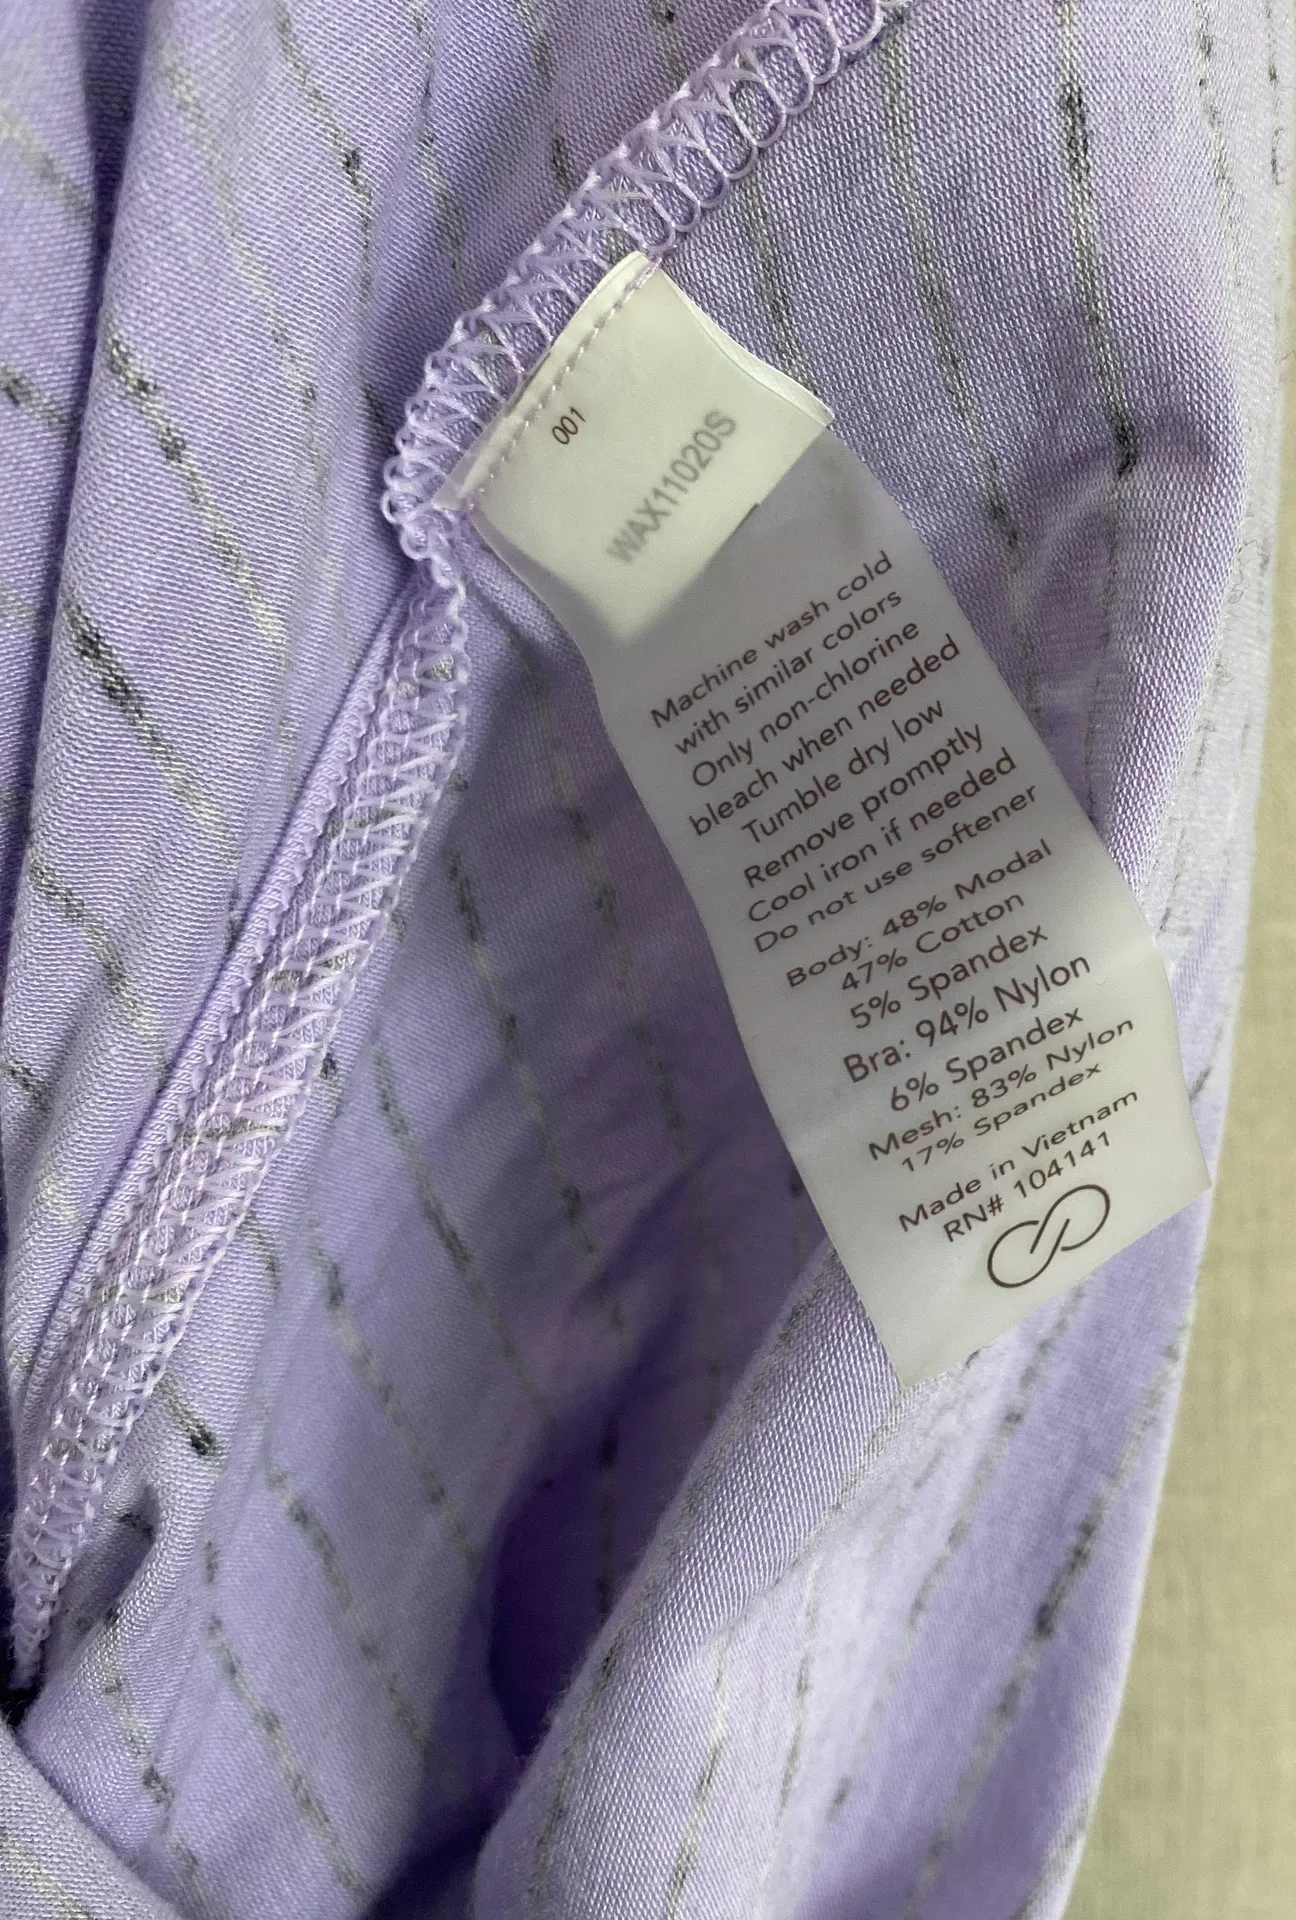 001
WAX11020S
Machine wash cold
with similar colors
Only non-chlorine
bleach when needed
Tumble dry low
Remove promptly
Cool iron if needed
Do not use softener
Body: 48% Modal
47% Cotton
5% Spandex
Bra: 94% Nylon
6% Spandex
Mesh: 83% Nylon
17% Spandex
Made in Vietnam
RN# 104141